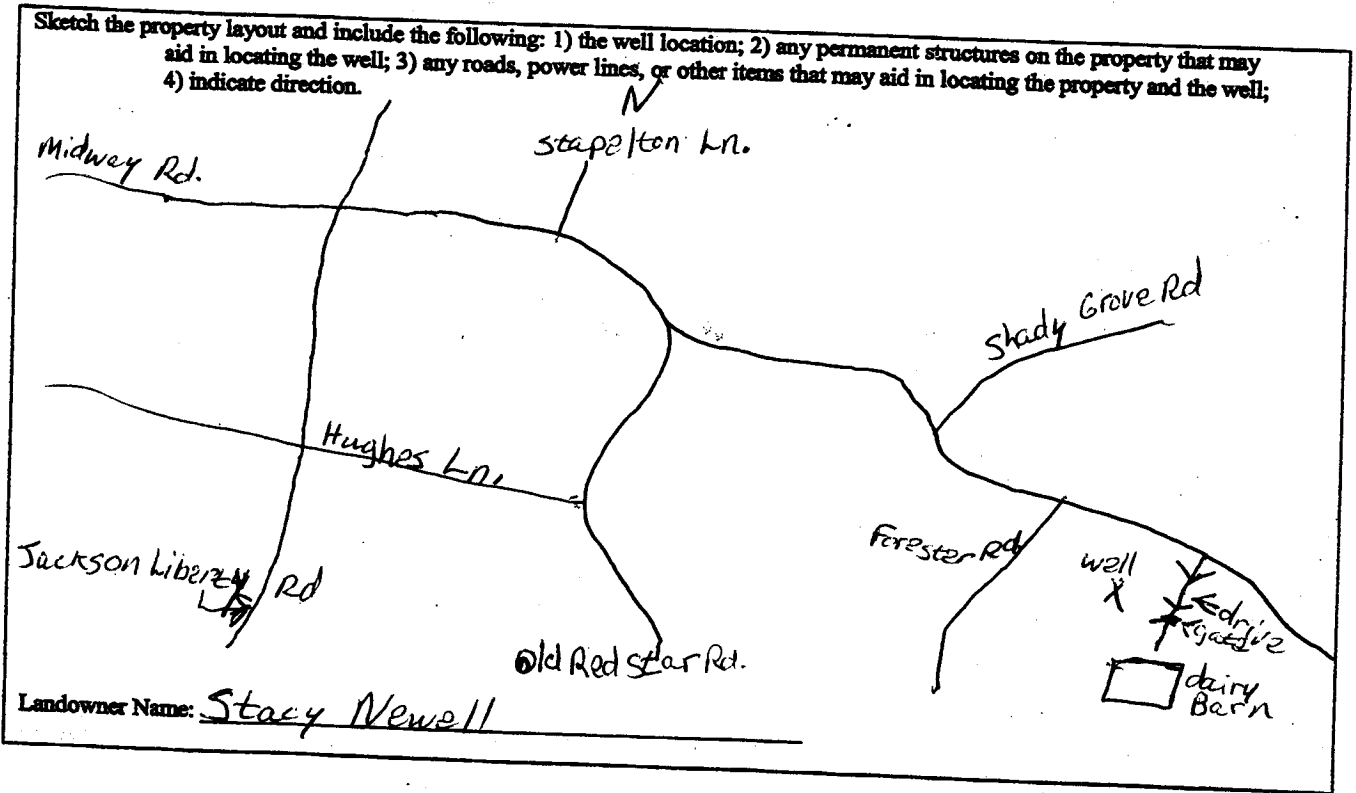 Sketch the property layout and include the following: 1) the well location; 2) any permanent structures on the property that may
aid in locating the well; 3) any roads, power lines, or other items that may aid in locating the property and the well;
4) indicate direction.
N
Stapelton Ln.
Midway Rd.
Shady Grove Rd
Hughes Ln.
Forester Rd
well
X
Jackson Liberty Rd
drive
gate
Old Red Star Rd.
dairy
Barn
Landowner Name: Stacy Newell